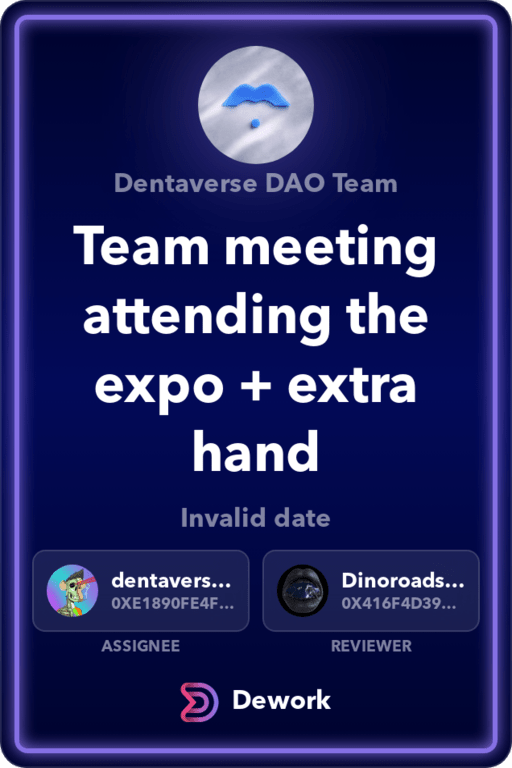 Dentaverse DAO Team
Team meeting
attending the
expo + extra
hand
Invalid date
dentavers...
0XE1890FE4F...
ASSIGNEE
Dinoroads...
0X416F4D39...
REVIEWER
Dework